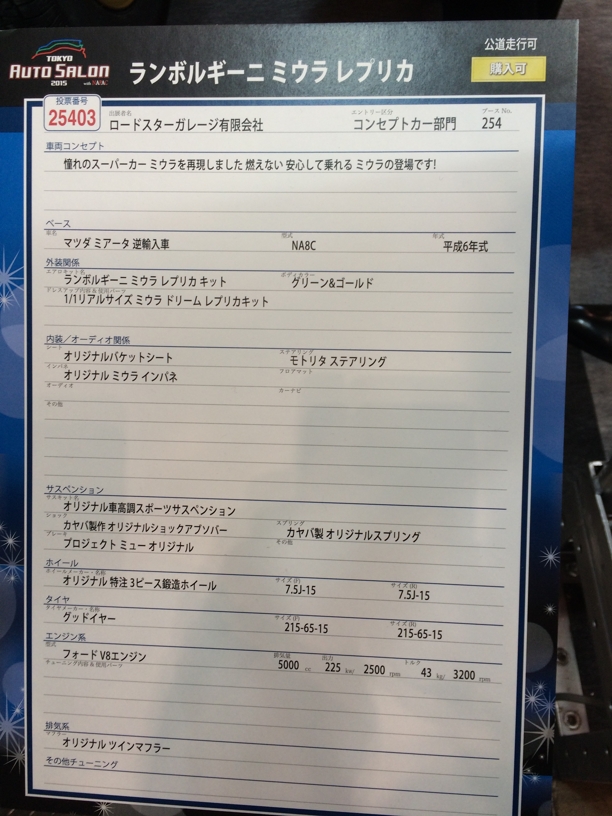 TOKYO
AUTO SALON
2015 with NAPAC
ランボルギーニ ミウラ レプリカ
公道走行可
購入可
投票番号
25403
出展者名
ロードスターガレージ有限会社
エントリー区分
コンセプトカー部門
ブース No.
254
車両コンセプト
憧れのスーパーカー ミウラを再現しました 燃えない 安心して乗れる ミウラの登場です!
ベース
車名 型式 年式
マツダ ミアータ 逆輸入車 NA8C 平成6年式
外装関係
エアロキット名 ボディカラー
ランボルギーニ ミウラ レプリカ キット グリーン&ゴールド
ドレスアップ内容&使用パーツ
1/1リアルサイズ ミウラ ドリーム レプリカキット
内装/オーディオ関係
シート ステアリング
オリジナルバケットシート モトリタ ステアリング
インパネ フロアマット
オリジナル ミウラ インパネ
オーディオ カーナビ
その他
サスペンション
サスキット名
オリジナル車高調スポーツサスペンション
ショック スプリング
カヤバ製作 オリジナルショックアブソバー カヤバ製 オリジナルスプリング
ブレーキ その他
プロジェクト ミュー オリジナル
ホイール
ホイールメーカー・名称 サイズ(F) サイズ(R)
オリジナル 特注 3ピース鍛造ホイール 7.5J-15 7.5J-15
タイヤ
タイヤメーカー・名称 サイズ(F) サイズ(R)
グッドイヤー 215-65-15 215-65-15
エンジン系
型式 排気量 出力 トルク
フォード V8エンジン 5000 cc 225 kw/ 2500 rpm 43 kg/ 3200 rpm
チューニング内容&使用パーツ
排気系
マフラー
オリジナル ツインマフラー
その他チューニング